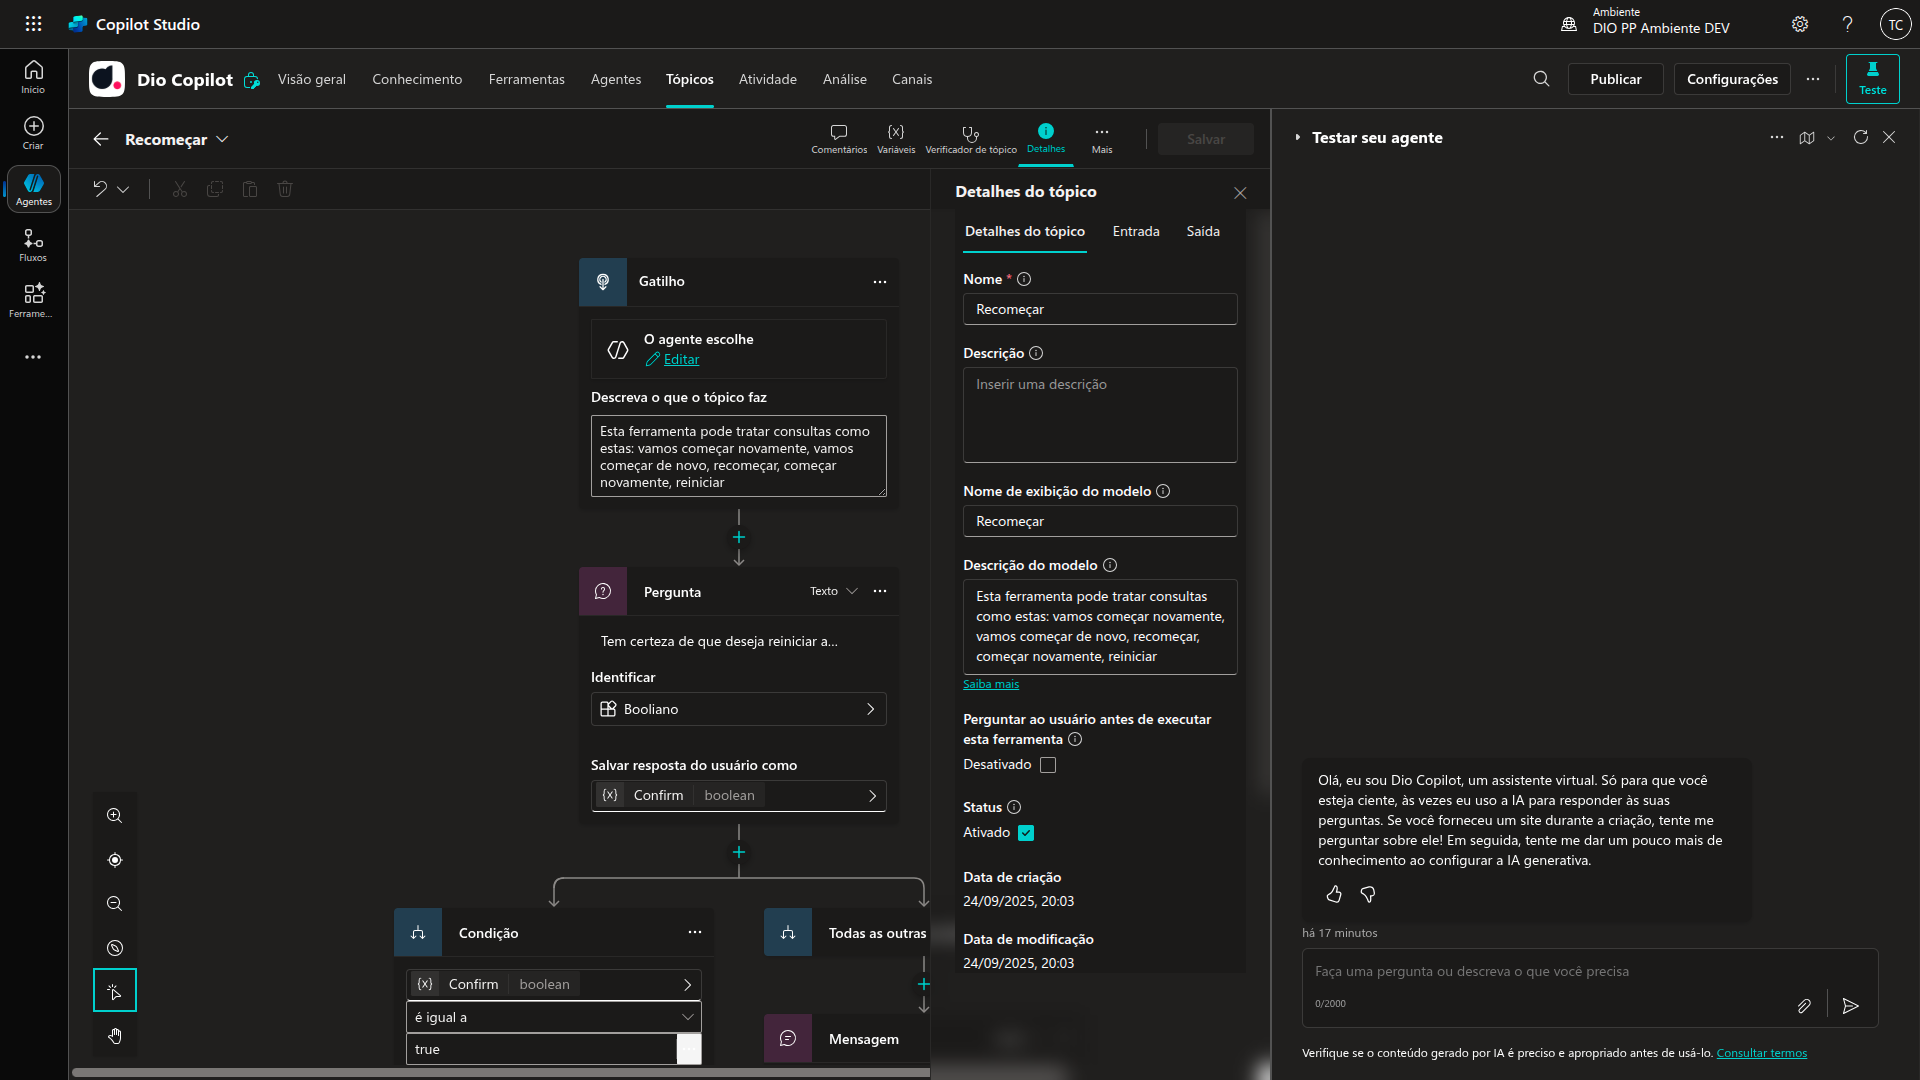 Copilot Studio
Ambiente
DIO PP Ambiente DEV
TC
Início
Criar
Agentes
Fluxos
Ferrame...
Dio Copilot
Visão geral
Conhecimento
Ferramentas
Agentes
Tópicos
Atividade
Análise
Canais
Publicar
Configurações
Teste
Recomeçar
Comentários
Variáveis
Verificador de tópico
Detalhes
Mais
Salvar
Gatilho
O agente escolhe
Editar
Descreva o que o tópico faz
Esta ferramenta pode tratar consultas como
estas: vamos começar novamente, vamos
começar de novo, recomeçar, começar
novamente, reiniciar
Pergunta
Texto
Tem certeza de que deseja reiniciar a...
Identificar
Booliano
Salvar resposta do usuário como
{x} Confirm boolean
Condição
{x} Confirm boolean
é igual a
true
Todas as outras
Mensagem
Detalhes do tópico
Detalhes do tópico
Entrada
Saída
Nome *
Recomeçar
Descrição
Inserir uma descrição
Nome de exibição do modelo
Recomeçar
Descrição do modelo
Esta ferramenta pode tratar consultas
como estas: vamos começar novamente,
vamos começar de novo, recomeçar,
começar novamente, reiniciar
Saiba mais
Perguntar ao usuário antes de executar
esta ferramenta
Desativado
Status
Ativado
Data de criação
24/09/2025, 20:03
Data de modificação
24/09/2025, 20:03
Testar seu agente
Olá, eu sou Dio Copilot, um assistente virtual. Só para que você
esteja ciente, às vezes eu uso a IA para responder às suas
perguntas. Se você forneceu um site durante a criação, tente me
perguntar sobre ele! Em seguida, tente me dar um pouco mais de
conhecimento ao configurar a IA generativa.
há 17 minutos
Faça uma pergunta ou descreva o que você precisa
0/2000
Verifique se o conteúdo gerado por IA é preciso e apropriado antes de usá-lo. Consultar termos